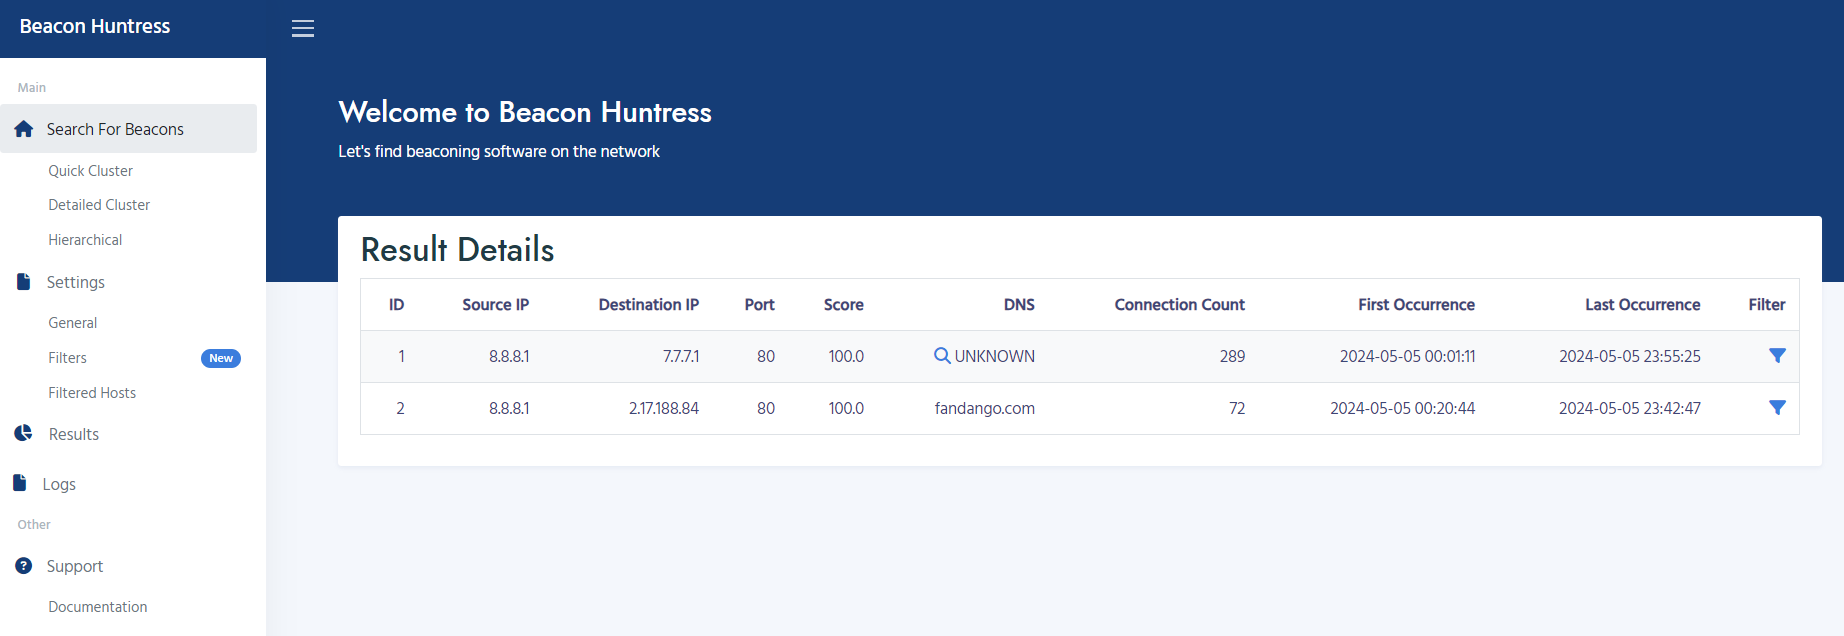 Beacon Huntress
Main
Search For Beacons
Quick Cluster
Detailed Cluster
Hierarchical
Settings
General
Filters New
Filtered Hosts
Results
Logs
Other
? Support
Documentation
Welcome to Beacon Huntress
Let's find beaconing software on the network
Result Details
ID Source IP Destination IP Port Score DNS Connection Count First Occurrence Last Occurrence Filter
1 8.8.8.1 7.7.7.1 80 100.0 UNKNOWN 289 2024-05-05 00:01:11 2024-05-05 23:55:25
2 8.8.8.1 2.17.188.84 80 100.0 fandango.com 72 2024-05-05 00:20:44 2024-05-05 23:42:47